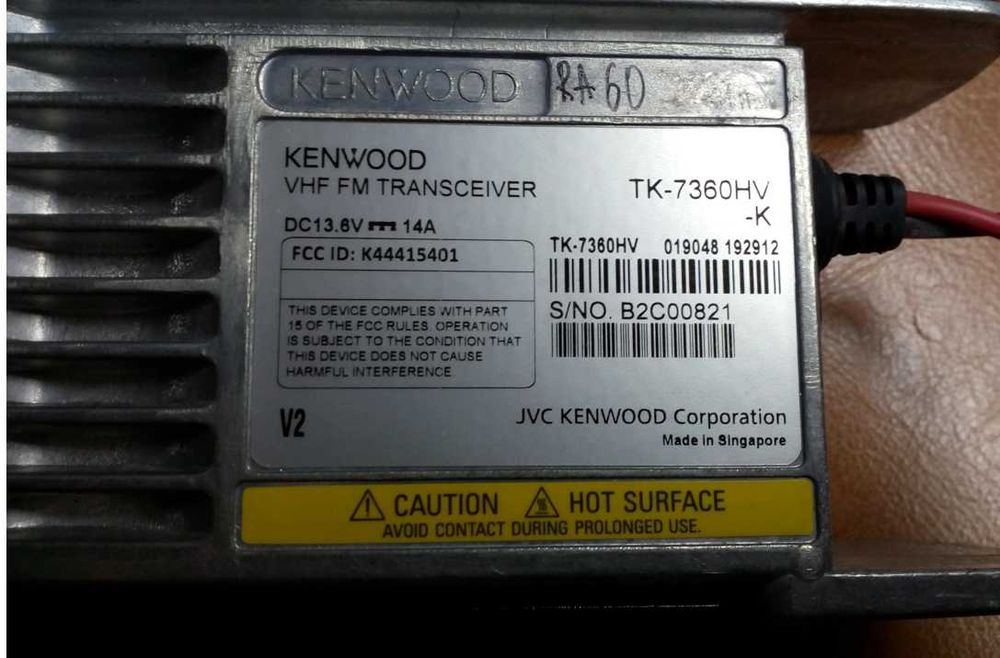 KENWOOD RA60
KENWOOD
VHF FM TRANSCEIVER
TK-7360HV
-K
DC13.6V 14A
FCC ID: K44415401
THIS DEVICE COMPLIES WITH PART
15 OF THE FCC RULES. OPERATION
IS SUBJECT TO THE CONDITION THAT
THIS DEVICE DOES NOT CAUSE
HARMFUL INTERFERENCE
TK-7360HV 019048 192912
S/NO. B2C00821
V2
JVC KENWOOD Corporation
Made in Singapore
CAUTION HOT SURFACE
AVOID CONTACT DURING PROLONGED USE.